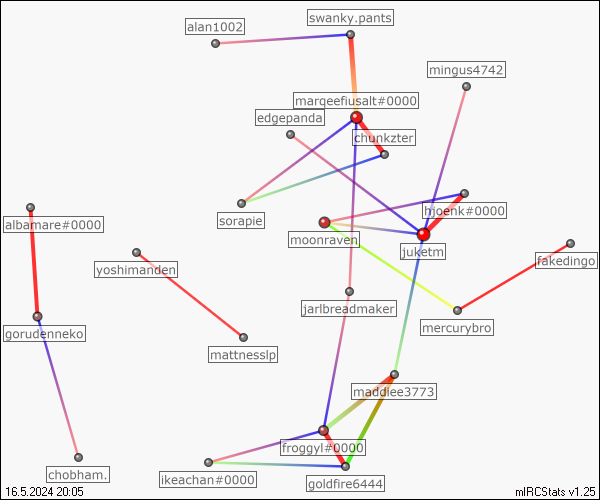 swanky.pants
alan1002
mingus4742
marqeefiusalt#0000
edgepanda
chunkzter
hjoenk#0000
sorapie
albamare#0000
moonraven
juketm
fakedingo
yoshimanden
jarlbreadmaker
mercurybro
gorudenneko
mattnesslp
maddiee3773
froggyl#0000
chobham.
ikeachan#0000
goldfire6444
16.5.2024 20:05
mIRCStats v1.25